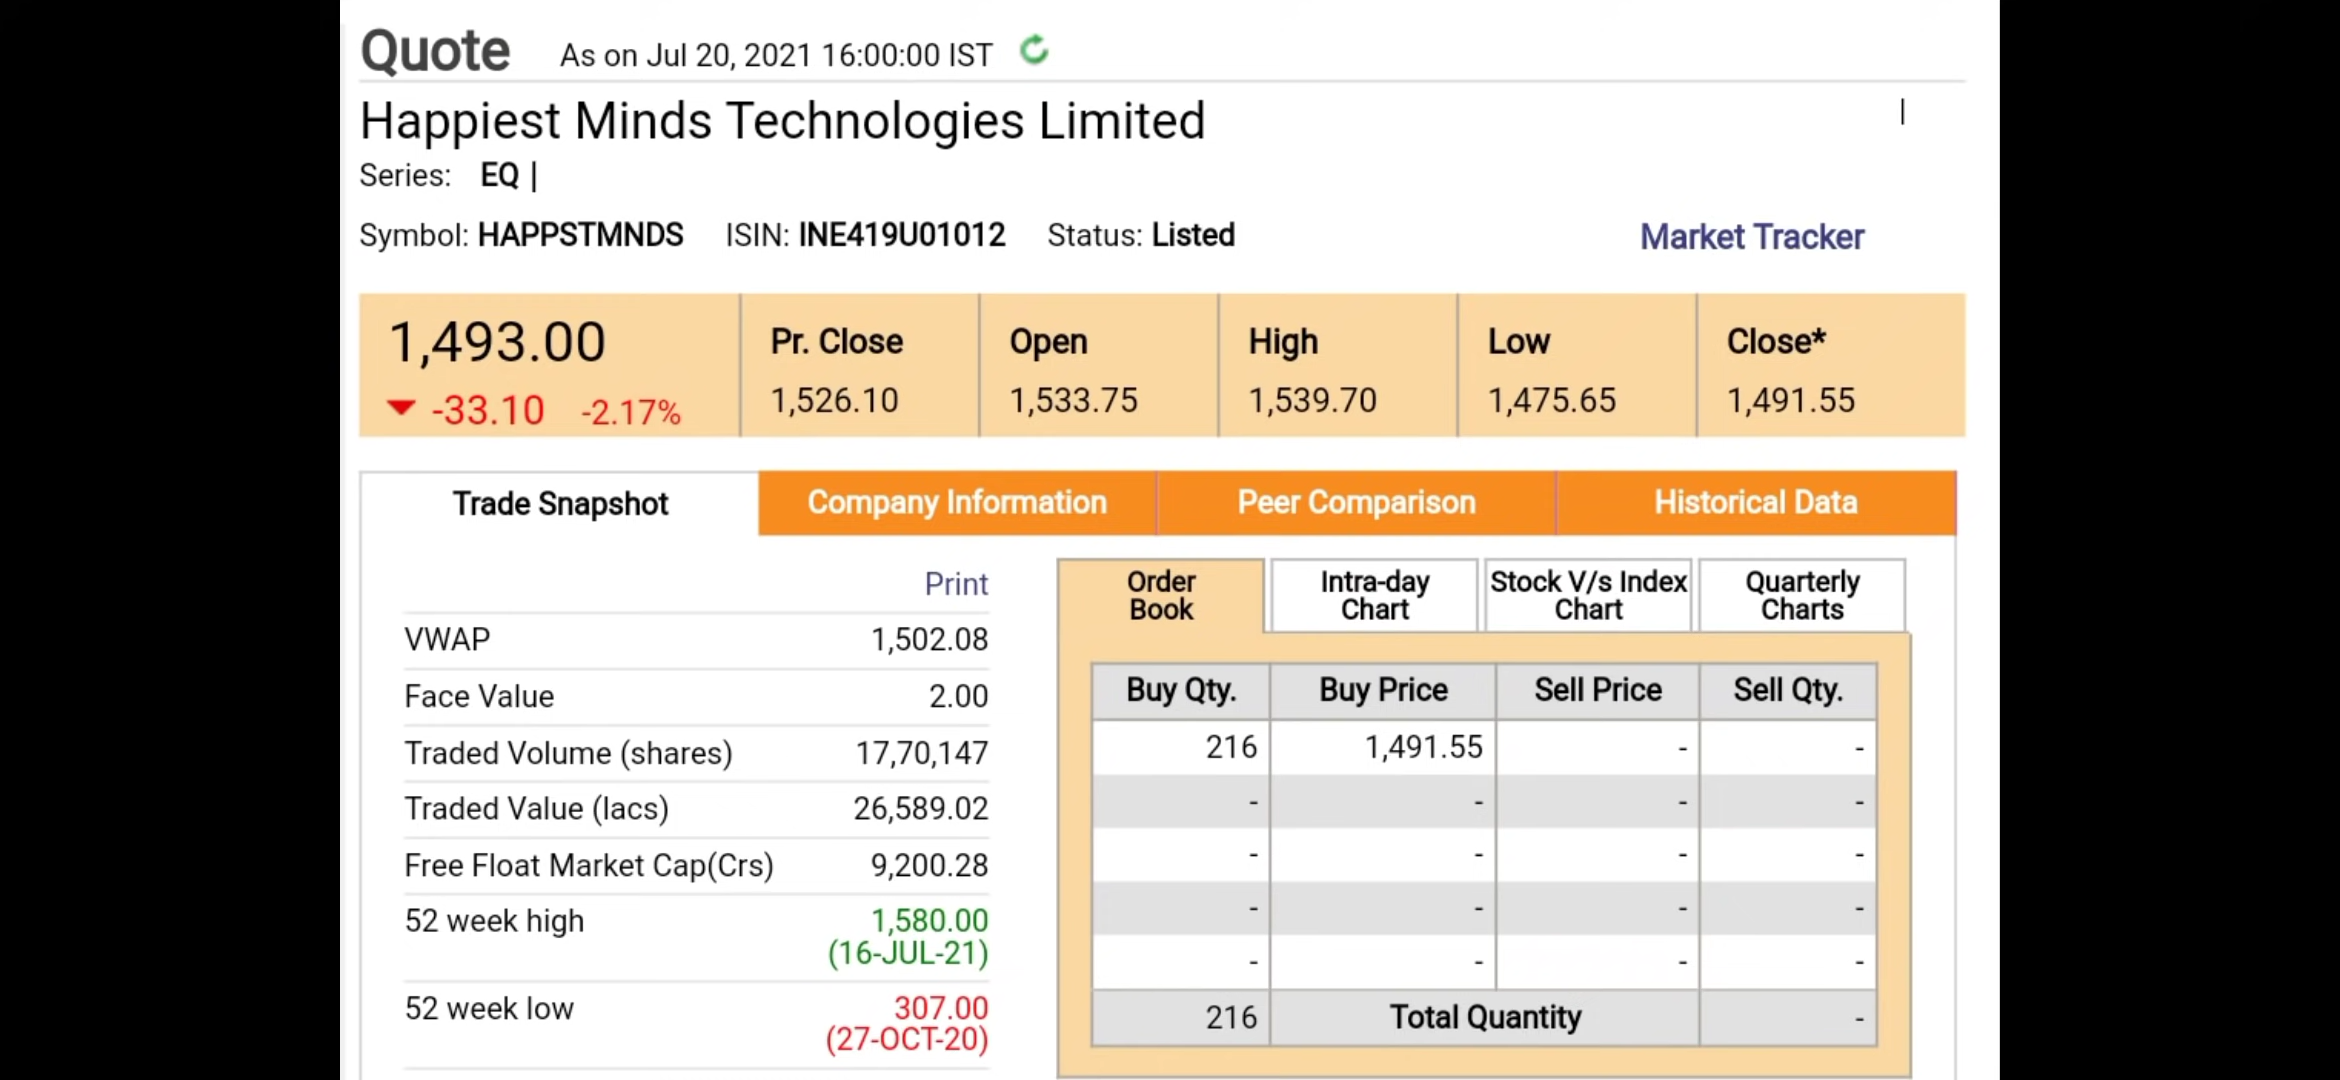 Quote As on Jul 20, 2021 16:00:00 IST
Happiest Minds Technologies Limited |
Series: EQ |
Symbol: HAPPSTMNDS ISIN: INE419U01012 Status: Listed Market Tracker
1,493.00 Pr. Close Open High Low Close*
-33.10 -2.17% 1,526.10 1,533.75 1,539.70 1,475.65 1,491.55
Trade Snapshot Company Information Peer Comparison Historical Data
Print
VWAP 1,502.08
Face Value 2.00
Traded Volume (shares) 17,70,147
Traded Value (lacs) 26,589.02
Free Float Market Cap(Crs) 9,200.28
52 week high 1,580.00
(16-JUL-21)
52 week low 307.00
(27-OCT-20)
Order Intra-day Stock V/s Index Quarterly
Book Chart Chart Charts
Buy Qty. Buy Price Sell Price Sell Qty.
216 1,491.55 - -
- - - -
- - - -
- - - -
- - - -
216 Total Quantity -